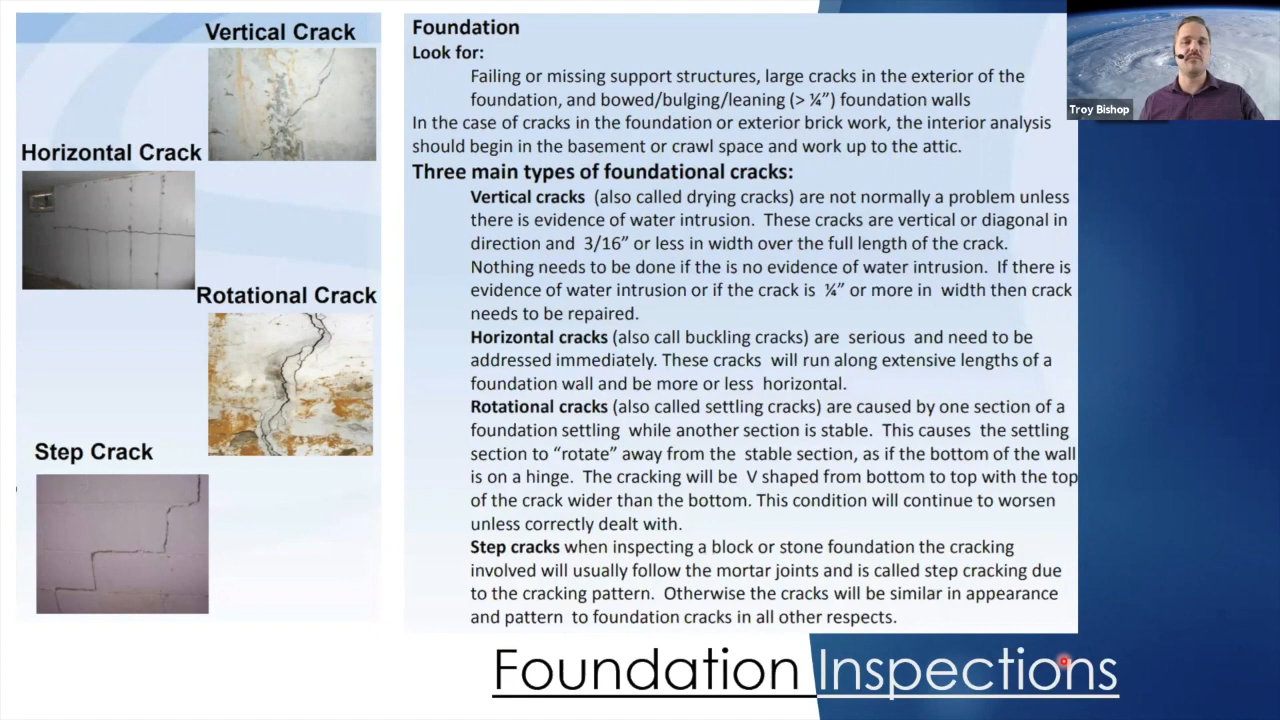 Vertical Crack
Horizontal Crack
Rotational Crack
Step Crack
Foundation
Look for:
Failing or missing support structures, large cracks in the exterior of the
foundation, and bowed/bulging/leaning (> ¼”) foundation walls
In the case of cracks in the foundation or exterior brick work, the interior analysis
should begin in the basement or crawl space and work up to the attic.
Three main types of foundational cracks:
Vertical cracks (also called drying cracks) are not normally a problem unless
there is evidence of water intrusion. These cracks are vertical or diagonal in
direction and 3/16” or less in width over the full length of the crack.
Nothing needs to be done if the is no evidence of water intrusion. If there is
evidence of water intrusion or if the crack is ¼” or more in width then crack
needs to be repaired.
Horizontal cracks (also call buckling cracks) are serious and need to be
addressed immediately. These cracks will run along extensive lengths of a
foundation wall and be more or less horizontal.
Rotational cracks (also called settling cracks) are caused by one section of a
foundation settling while another section is stable. This causes the settling
section to “rotate” away from the stable section, as if the bottom of the wall
is on a hinge. The cracking will be V shaped from bottom to top with the top
of the crack wider than the bottom. This condition will continue to worsen
unless correctly dealt with.
Step cracks when inspecting a block or stone foundation the cracking
involved will usually follow the mortar joints and is called step cracking due
to the cracking pattern. Otherwise the cracks will be similar in appearance
and pattern to foundation cracks in all other respects.
Foundation Inspections
Troy Bishop